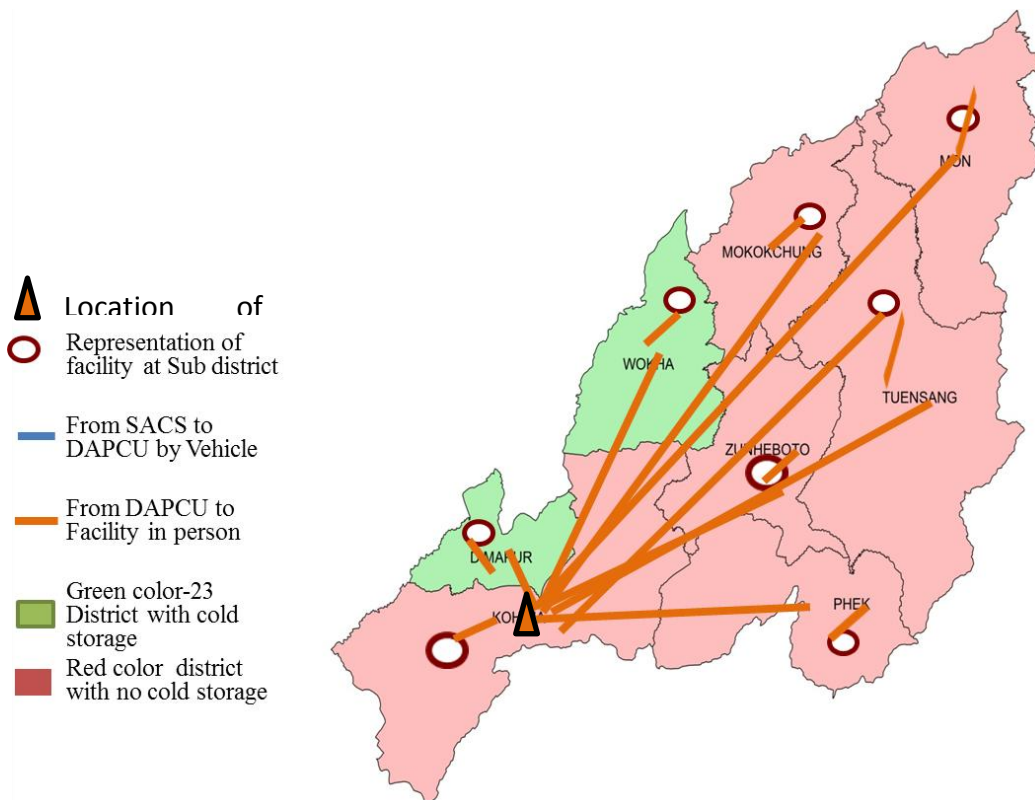 MON
MOKOKCHUNG
WOKHA
TUENSANG
ZUNHEBOTO
DIMAPUR
PHEK
Location of
Representation of
facility at Sub district
From SACS to
DAPCU by Vehicle
From DAPCU to
Facility in person
Green color-23
District with cold
storage
Red color district
with no cold storage